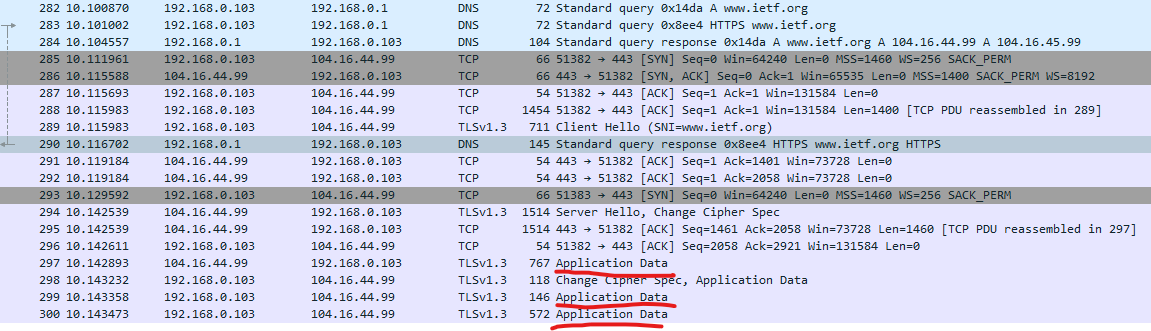 282 10.100870 192.168.0.103 192.168.0.1 DNS 72 Standard query 0x14da A www.ietf.org
283 10.101002 192.168.0.103 192.168.0.1 DNS 72 Standard query 0x8ee4 HTTPS www.ietf.org
284 10.104557 192.168.0.1 192.168.0.103 DNS 104 Standard query response 0x14da A www.ietf.org A 104.16.44.99 A 104.16.45.99
285 10.111961 192.168.0.103 104.16.44.99 TCP 66 51382 → 443 [SYN] Seq=0 Win=64240 Len=0 MSS=1460 WS=256 SACK_PERM
286 10.115588 104.16.44.99 192.168.0.103 TCP 66 443 → 51382 [SYN, ACK] Seq=0 Ack=1 Win=65535 Len=0 MSS=1400 SACK_PERM WS=8192
287 10.115693 192.168.0.103 104.16.44.99 TCP 54 51382 → 443 [ACK] Seq=1 Ack=1 Win=131584 Len=0
288 10.115983 192.168.0.103 104.16.44.99 TCP 1454 51382 → 443 [ACK] Seq=1 Ack=1 Win=131584 Len=1400 [TCP PDU reassembled in 289]
289 10.115983 192.168.0.103 104.16.44.99 TLSv1.3 711 Client Hello (SNI=www.ietf.org)
290 10.116702 192.168.0.1 192.168.0.103 DNS 145 Standard query response 0x8ee4 HTTPS www.ietf.org HTTPS
291 10.119184 104.16.44.99 192.168.0.103 TCP 54 443 → 51382 [ACK] Seq=1 Ack=1401 Win=73728 Len=0
292 10.119184 104.16.44.99 192.168.0.103 TCP 54 443 → 51382 [ACK] Seq=1 Ack=2058 Win=73728 Len=0
293 10.129592 192.168.0.103 104.16.44.99 TCP 66 51383 → 443 [SYN] Seq=0 Win=64240 Len=0 MSS=1460 WS=256 SACK_PERM
294 10.142539 104.16.44.99 192.168.0.103 TLSv1.3 1514 Server Hello, Change Cipher Spec
295 10.142539 104.16.44.99 192.168.0.103 TCP 1514 443 → 51382 [ACK] Seq=1461 Ack=2058 Win=73728 Len=1460 [TCP PDU reassembled in 297]
296 10.142611 192.168.0.103 104.16.44.99 TCP 54 51382 → 443 [ACK] Seq=2058 Ack=2921 Win=131584 Len=0
297 10.142893 104.16.44.99 192.168.0.103 TLSv1.3 767 Application Data
298 10.143232 192.168.0.103 104.16.44.99 TLSv1.3 118 Change Cipher Spec, Application Data
299 10.143358 192.168.0.103 104.16.44.99 TLSv1.3 146 Application Data
300 10.143473 192.168.0.103 104.16.44.99 TLSv1.3 572 Application Data